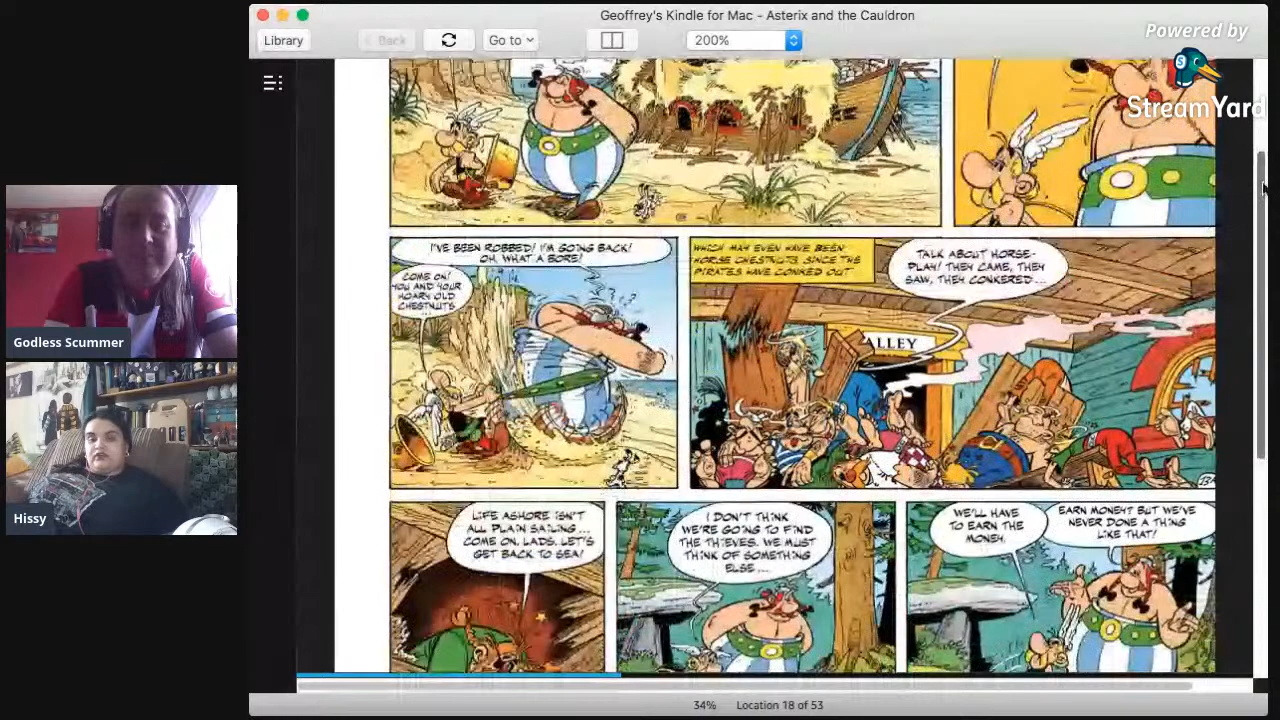 Geoffrey's Kindle for Mac - Asterix and the Cauldron
Library
Back
Go to
200%
Powered by
S
StreamYard
I'VE BEEN ROBBED! I'M GOING BACK!
OH, WHAT A BORE!
COME ON!
YOU AND YOUR
HOARY OLD
CHESTNUTS
...
WHICH MAY EVEN HAVE BEEN
HORSE CHESTNUTS SINCE THE
PIRATES HAVE CONKED OUT
TALK ABOUT HORSE-
PLAY! THEY CAME, THEY
SAW, THEY CONKERED...
ALLEY
LIFE ASHORE ISN'T
ALL PLAIN SAILING...
COME ON, LADS. LET'S
GET BACK TO SEA!
I DON'T THINK
WE'RE GOING TO FIND
THE THIEVES. WE MUST
THINK OF SOMETHING
ELSE...
WE'LL HAVE
TO EARN THE
MONEY.
EARN MONEY? BUT WE'VE
NEVER DONE A THING
LIKE THAT!
Godless Scummer
Hissy
34%
Location 18 of 53